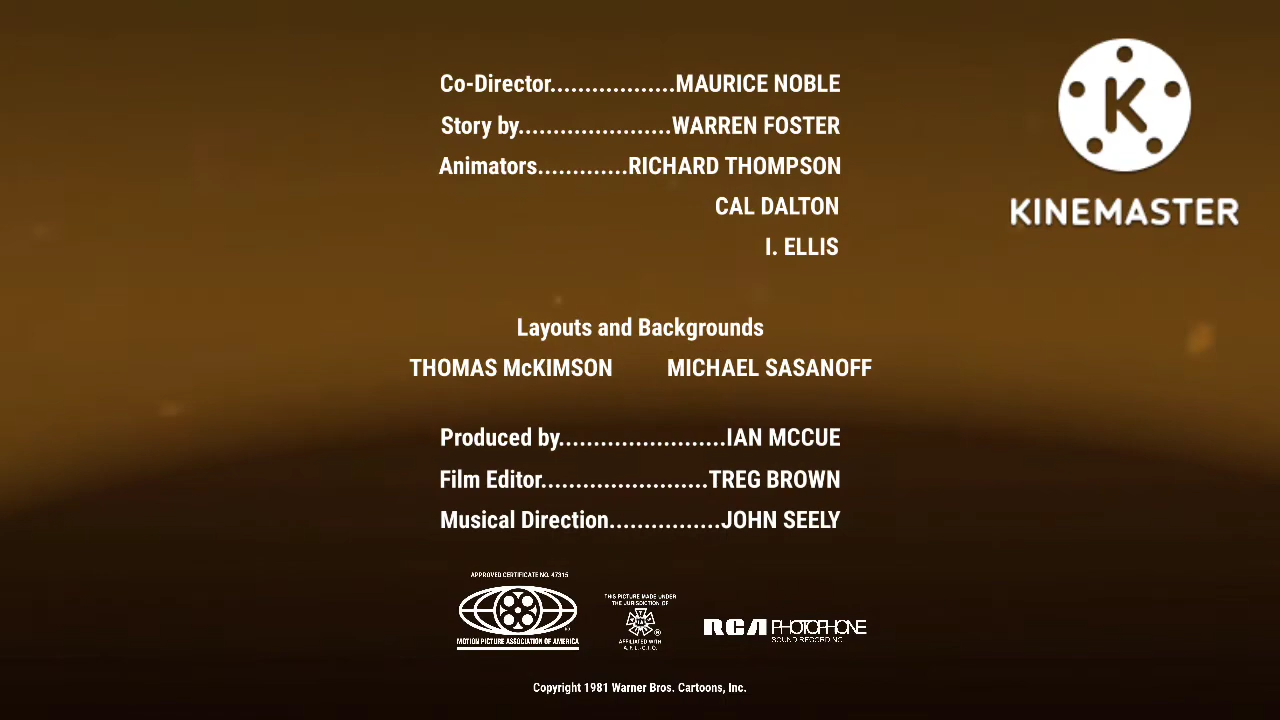 Co-Director..................MAURICE NOBLE
Story by......................WARREN FOSTER
Animators.............RICHARD THOMPSON
CAL DALTON
I. ELLIS
K
KINEMASTER
Layouts and Backgrounds
THOMAS McKIMSON MICHAEL SASANOFF
Produced by........................IAN MCCUE
Film Editor........................TREG BROWN
Musical Direction................JOHN SEELY
APPROVED CERTIFICATE NO. 47315
MOTION PICTURE ASSOCIATION OF AMERICA
THIS PICTURE MADE UNDER
THE JURISDICTION OF
AFFILIATED WITH
A.F.L.-C.I.O.
RCA PHOTOPHONE
SOUND RECORDING
Copyright 1981 Warner Bros. Cartoons, Inc.